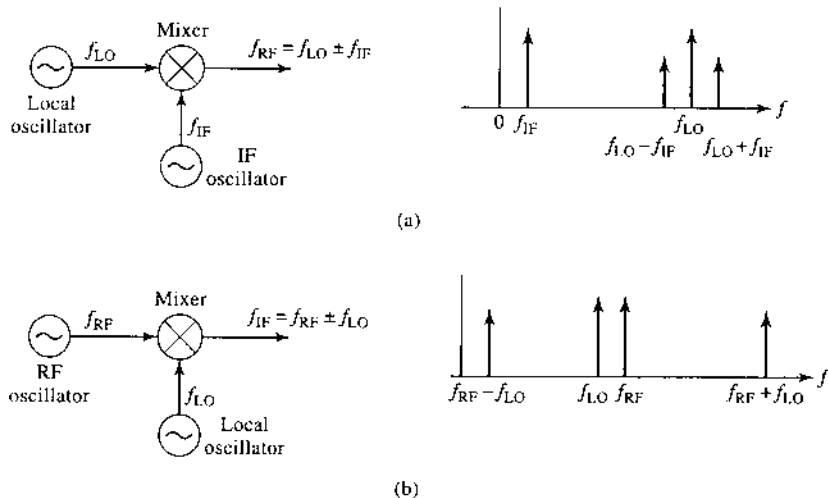 Mixer
f_LO
f_RF = f_LO ± f_IF
Local
oscillator
f_IF
IF
oscillator
0 f_IF
f_LO
f_LO − f_IF f_LO + f_IF
f
(a)
Mixer
f_RF
f_IF = f_RF ± f_LO
RF
oscillator
f_LO
Local
oscillator
f_RF − f_LO f_LO f_RF f_RF + f_LO
f
(b)